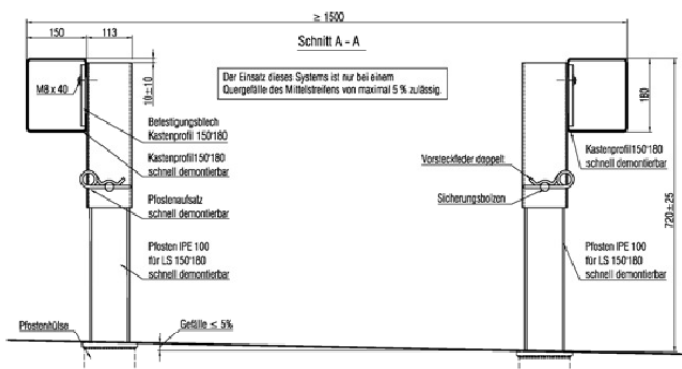 ≥ 1500
150
113
Schnitt A - A
M8 x 40
10±10
Der Einsatz dieses Systems ist nur bei einem
Quergefälle des Mittelstreifens von maximal 5 % zulässig.
180
Befestigungsblech
Kastenprofil 150*180
Kastenprofil150*180
schnell demontierbar
Kastenprofil150*180
schnell demontierbar
Vorsteckfeder doppelt
Sicherungsbolzen
Pfostenaufsatz
schnell demontierbar
720±25
Pfosten IPE 100
für LS 150*180
schnell demontierbar
Pfosten IPE 100
für LS 150*180
schnell demontierbar
Pfostenhülse
Gefälle < 5%